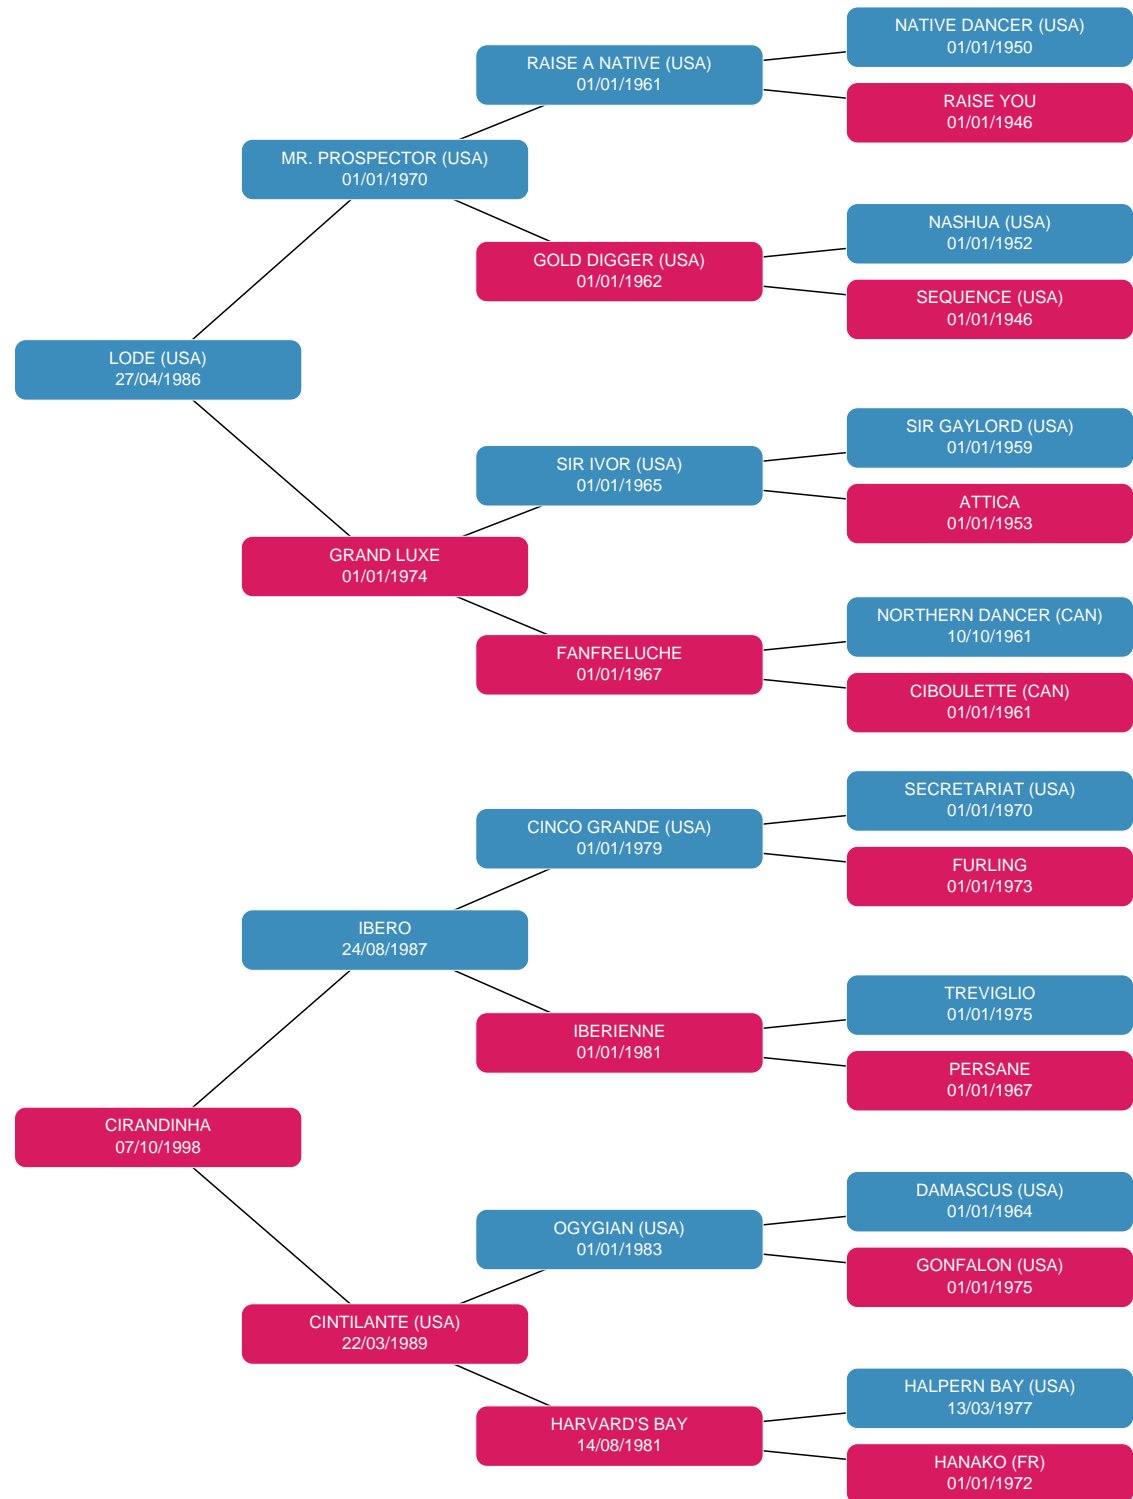 NATIVE DANCER (USA)
01/01/1950
RAISE A NATIVE (USA)
01/01/1961
RAISE YOU
01/01/1946
MR. PROSPECTOR (USA)
01/01/1970
NASHUA (USA)
01/01/1952
GOLD DIGGER (USA)
01/01/1962
SEQUENCE (USA)
01/01/1946
LODE (USA)
27/04/1986
SIR GAYLORD (USA)
01/01/1959
SIR IVOR (USA)
01/01/1965
ATTICA
01/01/1953
GRAND LUXE
01/01/1974
NORTHERN DANCER (CAN)
10/10/1961
FANFRELUCHE
01/01/1967
CIBOULETTE (CAN)
01/01/1961
SECRETARIAT (USA)
01/01/1970
CINCO GRANDE (USA)
01/01/1979
FURLING
01/01/1973
IBERO
24/08/1987
TREVIGLIO
01/01/1975
IBERIENNE
01/01/1981
PERSANE
01/01/1967
CIRANDINHA
07/10/1998
DAMASCUS (USA)
01/01/1964
OGYGIAN (USA)
01/01/1983
GONFALON (USA)
01/01/1975
CINTILANTE (USA)
22/03/1989
HALPERN BAY (USA)
13/03/1977
HARVARD'S BAY
14/08/1981
HANAKO (FR)
01/01/1972